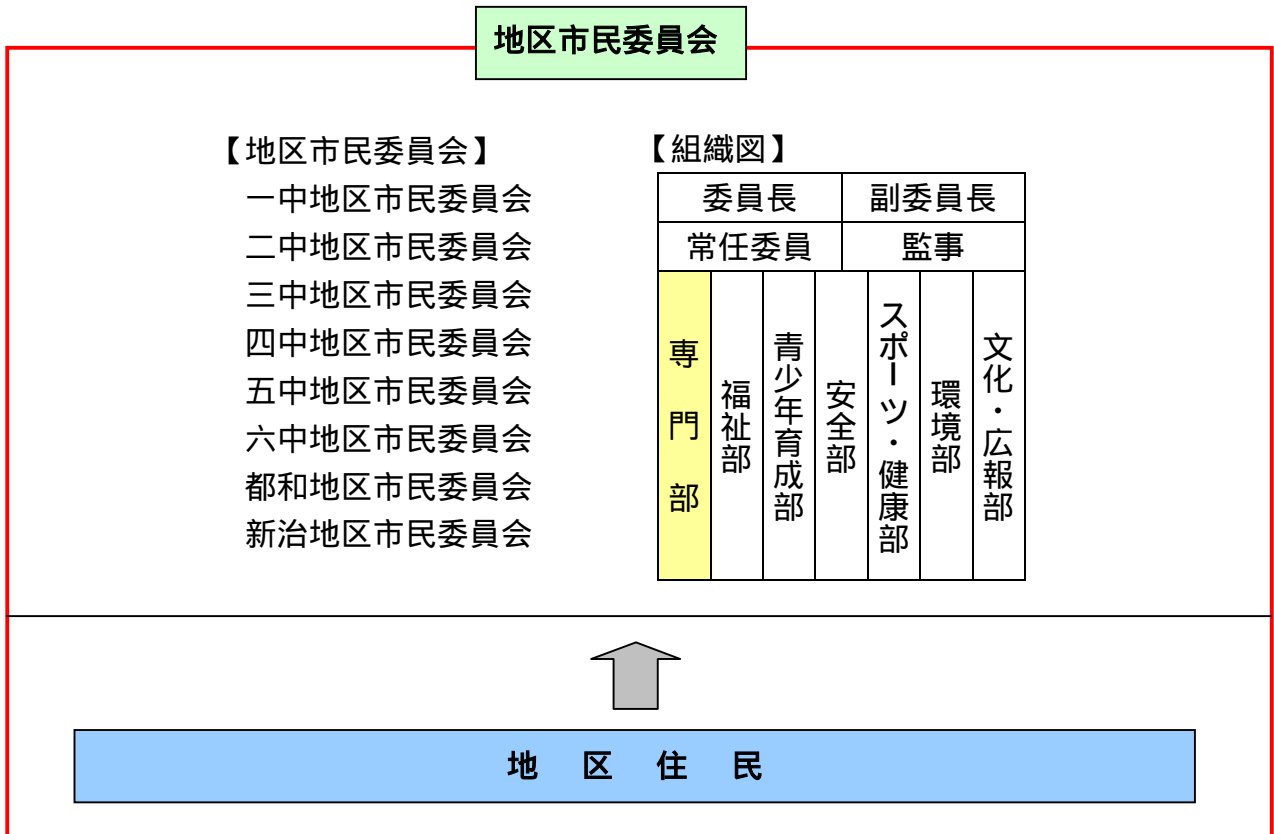 地区市民委員会
【地区市民委員会】
一中地区市民委員会
二中地区市民委員会
三中地区市民委員会
四中地区市民委員会
五中地区市民委員会
六中地区市民委員会
都和地区市民委員会
新治地区市民委員会
【組織図】
委員長
副委員長
常任委員
監事
専門部
福祉部
青少年育成部
安全部
スポーツ・健康部
環境部
文化・広報部
地区住民